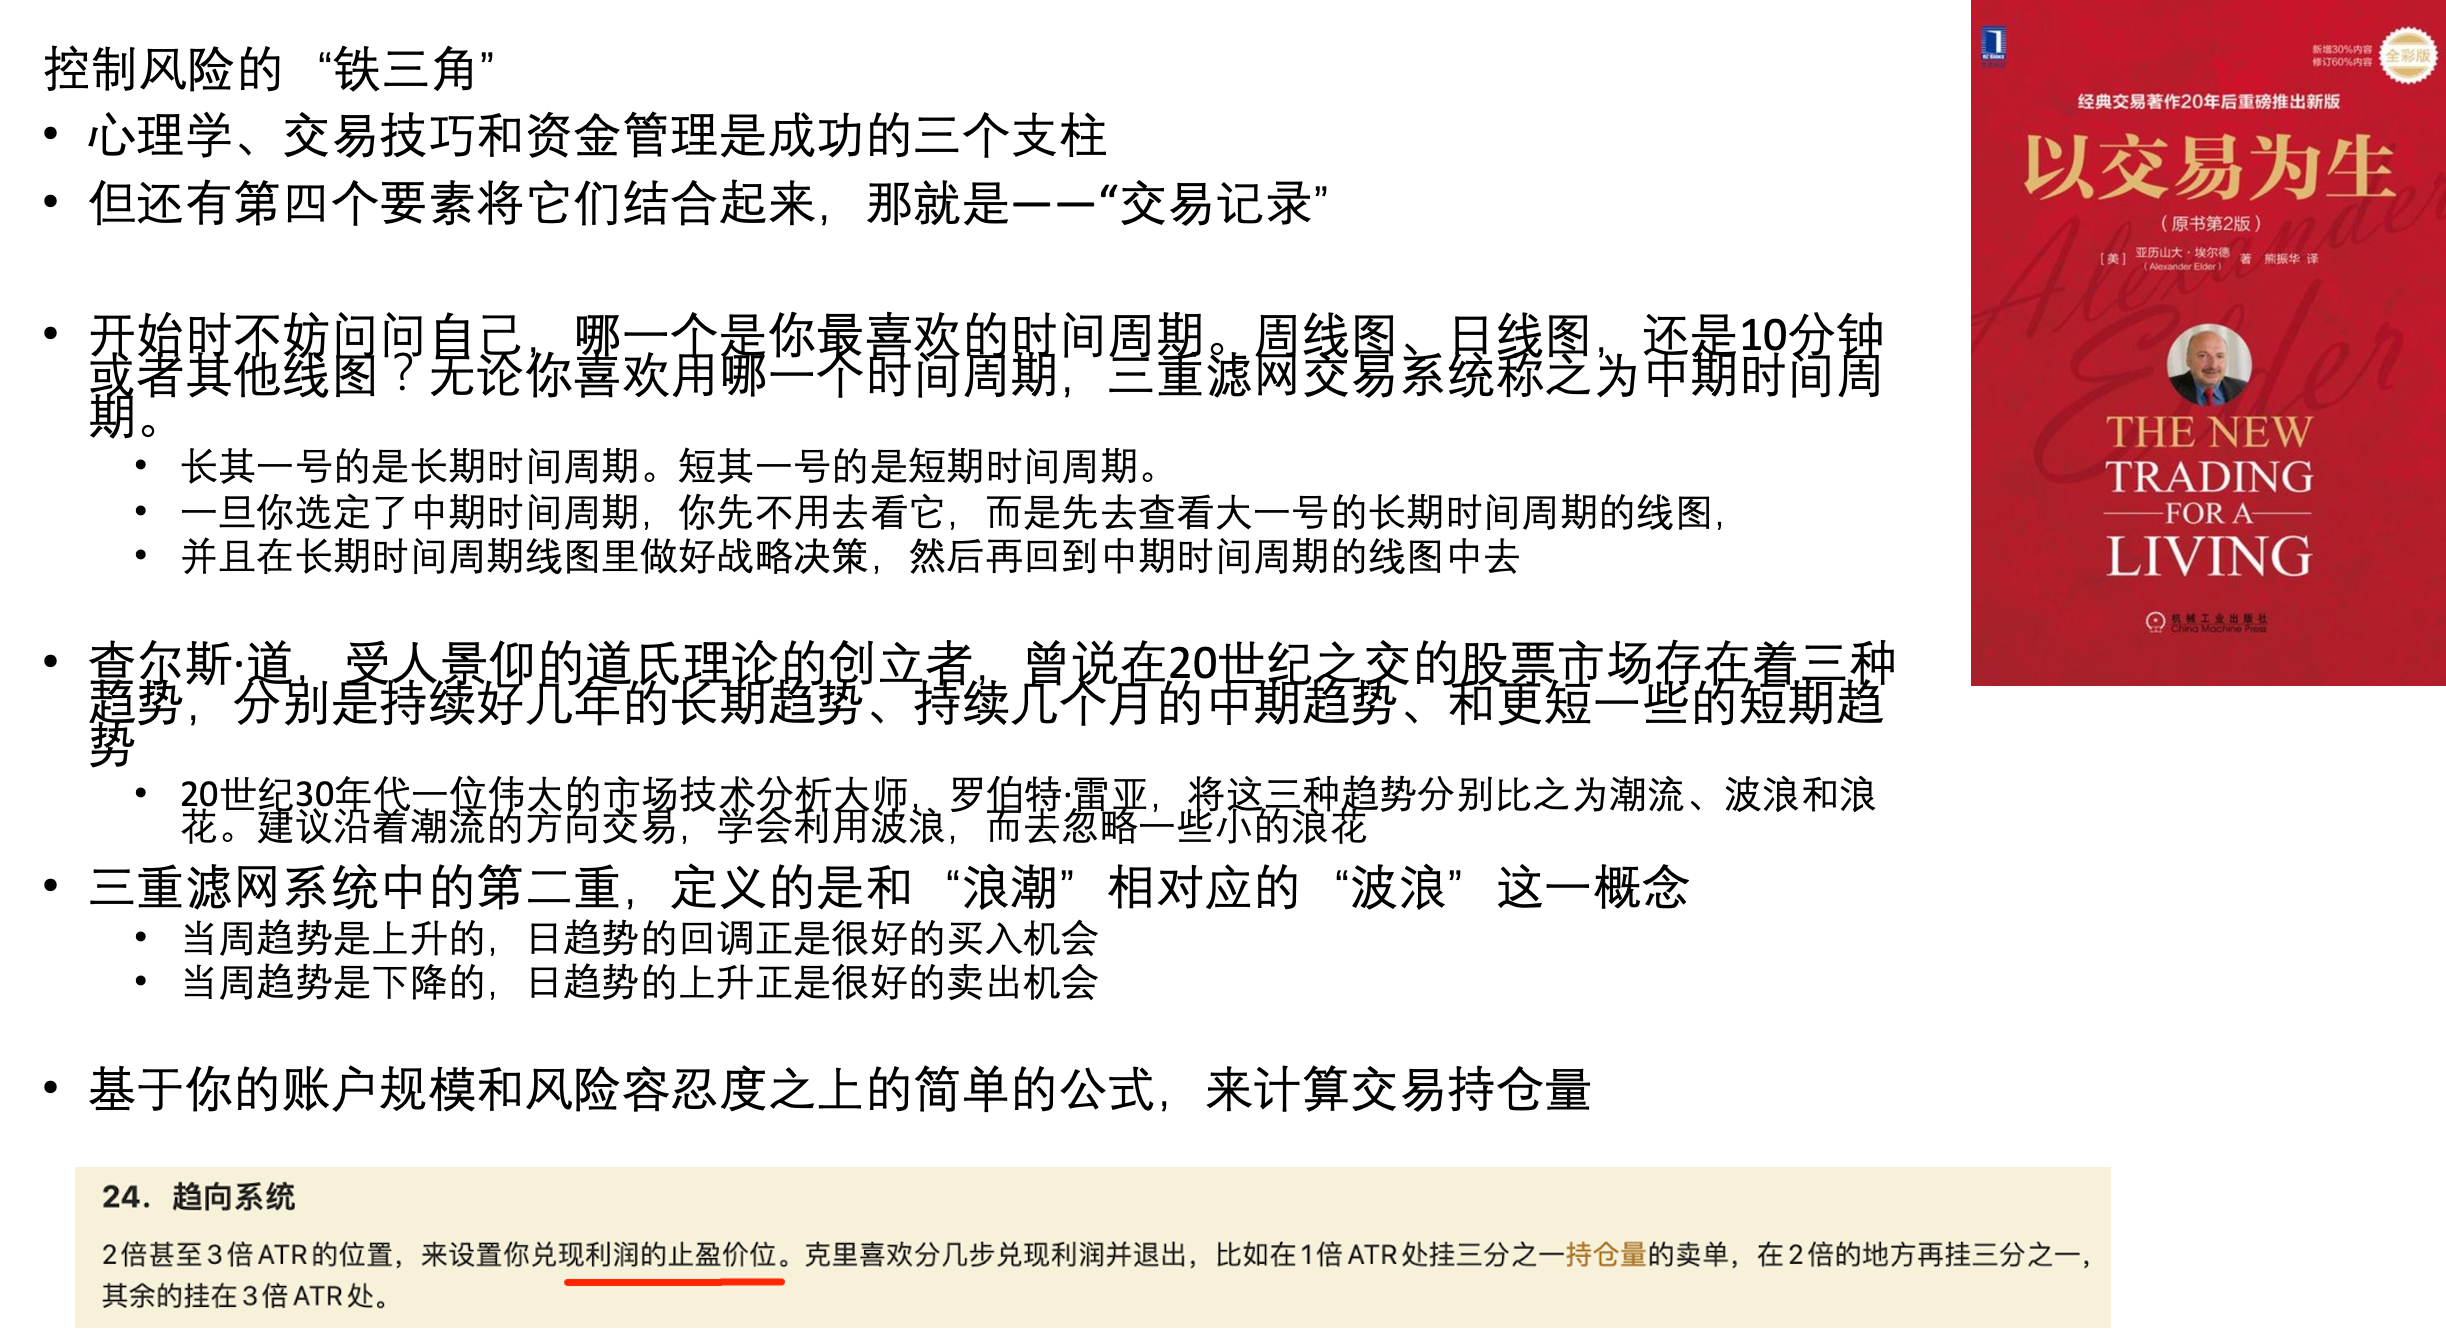 控制风险的 “铁三角”
• 心理学、交易技巧和资金管理是成功的三个支柱
• 但还有第四个要素将它们结合起来，那就是——“交易记录”
• 开始时不妨问问自己，哪一个是你最喜欢的时间周期。周线图、日线图，还是10分钟
或者其他线图？无论你喜欢用哪一个时间周期，三重滤网交易系统称之为中期时间周
期。
• 长其一号的是长期时间周期。短其一号的是短期时间周期。
• 一旦你选定了中期时间周期，你先不用去看它，而是先去查看大一号的长期时间周期的线图，
• 并且在长期时间周期线图里做好战略决策，然后再回到中期时间周期的线图中去
• 查尔斯·道，受人景仰的道氏理论的创立者，曾说在20世纪之交的股票市场存在着三种
趋势，分别是持续好几年的长期趋势、持续几个月的中期趋势、和更短一些的短期趋
势
• 20世纪30年代一位伟大的市场技术分析大师，罗伯特·雷亚，将这三种趋势分别比之为潮流、波浪和浪
花。建议沿着潮流的方向交易，学会利用波浪，而去忽略一些小的浪花
• 三重滤网系统中的第二重，定义的是和 “浪潮” 相对应的 “波浪” 这一概念
• 当周趋势是上升的，日趋势的回调正是很好的买入机会
• 当周趋势是下降的，日趋势的上升正是很好的卖出机会
• 基于你的账户规模和风险容忍度之上的简单的公式，来计算交易持仓量
24. 趋向系统
2倍甚至3倍ATR的位置，来设置你兑现利润的止盈价位。克里喜欢分几步兑现利润并退出，比如在1倍ATR处挂三分之一持仓量的卖单，在2倍的地方再挂三分之一，
其余的挂在3倍ATR处。
新增30%内容
修订60%内容
全彩版
经典交易著作20年后重磅推出新版
以交易为生
（原书第2版）
[美] 亚历山大·埃尔德 著 熊振华 译
（Alexander Elder）
Alexander
Elder
THE NEW
TRADING
FOR A
LIVING
机械工业出版社
China Machine Press